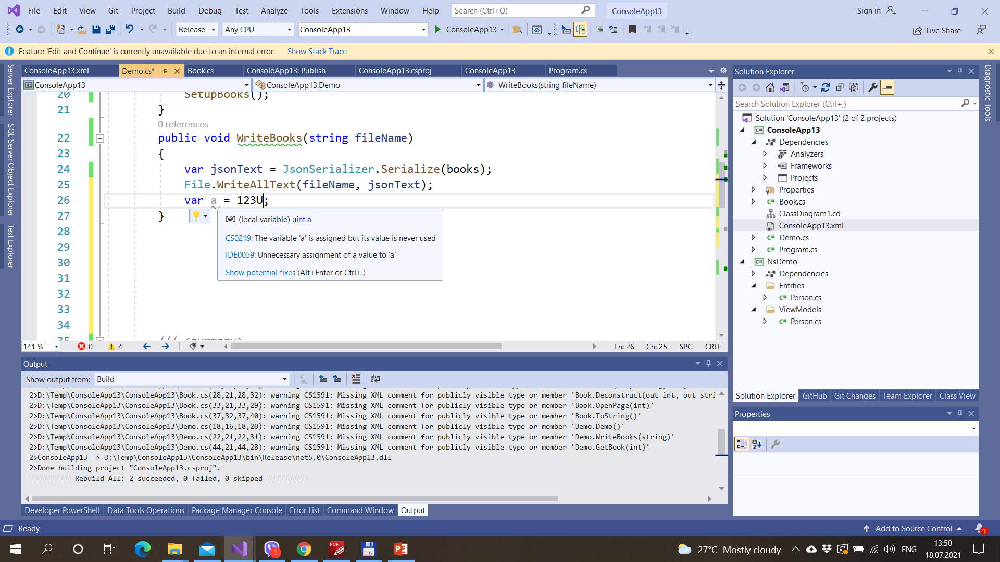 File Edit View Git Project Build Debug Test Analyze Tools Extensions Window Help Search (Ctrl+Q) ConsoleApp13 Sign in
Release Any CPU ConsoleApp13 ConsoleApp13 Live Share
Feature 'Edit and Continue' is currently unavailable due to an internal error. Show Stack Trace
Server Explorer
SQL Server Object Explorer
Test Explorer
ConsoleApp13.xml Demo.cs* Book.cs ConsoleApp13: Publish ConsoleApp13.csproj ConsoleApp13 Program.cs
ConsoleApp13 ConsoleApp13.Demo WriteBooks(string fileName)
20 SetupBooks();
21 }
0 references
22 public void WriteBooks(string fileName)
23 {
24 var jsonText = JsonSerializer.Serialize(books);
25 File.WriteAllText(fileName, jsonText);
26 var a = 123U;
27 }
(local variable) uint a
CS0219: The variable 'a' is assigned but its value is never used
IDE0059: Unnecessary assignment of a value to 'a'
Show potential fixes (Alt+Enter or Ctrl+.)
28
29
30
31
32
33
34
35 /// <summary>
141 % 0 4 Ln: 26 Ch: 25 SPC CRLF
Output
Show output from: Build
2>D:\Temp\ConsoleApp13\ConsoleApp13\Book.cs(28,21,28,32): warning CS1591: Missing XML comment for publicly visible type or member 'Book.Deconstruct(out int, out stri
2>D:\Temp\ConsoleApp13\ConsoleApp13\Book.cs(33,21,33,29): warning CS1591: Missing XML comment for publicly visible type or member 'Book.OpenPage(int)'
2>D:\Temp\ConsoleApp13\ConsoleApp13\Book.cs(37,32,37,40): warning CS1591: Missing XML comment for publicly visible type or member 'Book.ToString()'
2>D:\Temp\ConsoleApp13\ConsoleApp13\Demo.cs(18,16,18,20): warning CS1591: Missing XML comment for publicly visible type or member 'Demo.Demo()'
2>D:\Temp\ConsoleApp13\ConsoleApp13\Demo.cs(22,21,22,31): warning CS1591: Missing XML comment for publicly visible type or member 'Demo.WriteBooks(string)'
2>D:\Temp\ConsoleApp13\ConsoleApp13\Demo.cs(44,21,44,28): warning CS1591: Missing XML comment for publicly visible type or member 'Demo.GetBook(int)'
2>ConsoleApp13 -> D:\Temp\ConsoleApp13\ConsoleApp13\bin\Release\net5.0\ConsoleApp13.dll
2>Done building project "ConsoleApp13.csproj".
========== Rebuild All: 2 succeeded, 0 failed, 0 skipped ==========
Developer PowerShell Data Tools Operations Package Manager Console Error List Command Window Output
Solution Explorer
Search Solution Explorer (Ctrl+;)
Solution 'ConsoleApp13' (2 of 2 projects)
ConsoleApp13
Dependencies
Analyzers
Frameworks
Projects
Properties
Book.cs
ClassDiagram1.cd
ConsoleApp13.xml
Demo.cs
Program.cs
NsDemo
Dependencies
Entities
Person.cs
ViewModels
Person.cs
Solution Explorer GitHub Git Changes Team Explorer Class View
Properties
Diagnostic Tools
Ready Add to Source Control 1
1 PDF 64 27°C Mostly cloudy ENG 13:50
18.07.2021